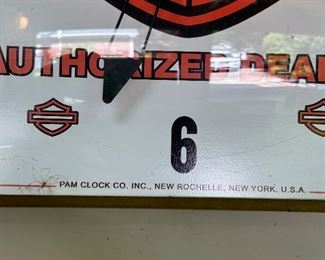 AUTHORIZED DEAL
6
PAM CLOCK CO. INC., NEW ROCHELLE, NEW YORK. U.S.A.